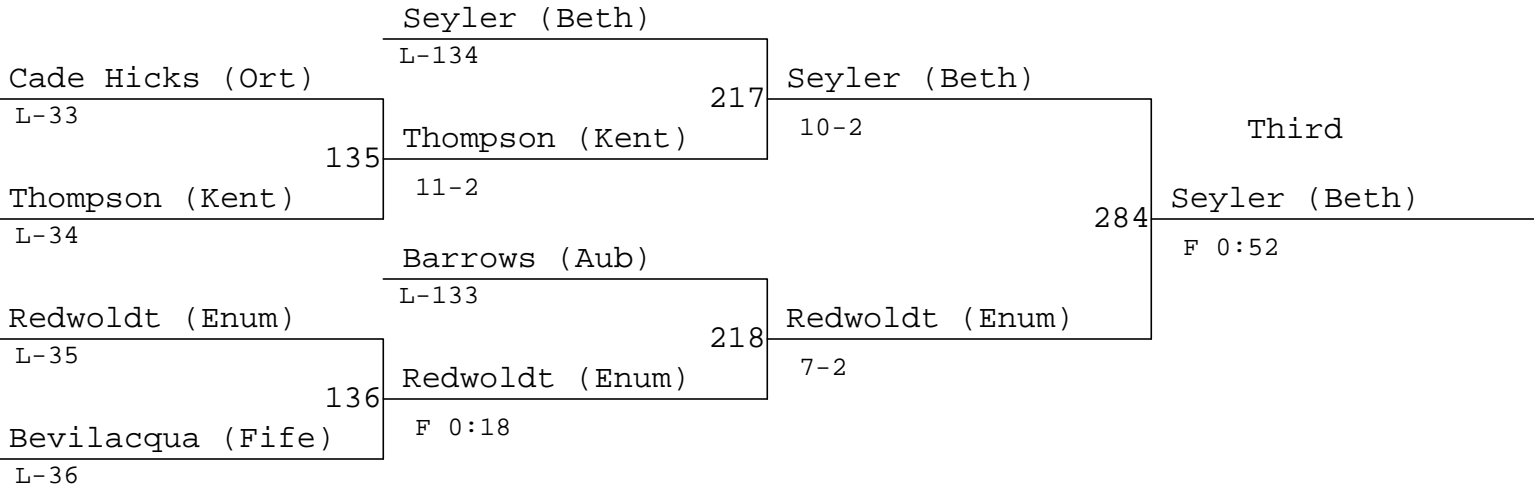 Seyler (Beth)
L-134
Cade Hicks (Ort)
Seyler (Beth)
L-33
217
10-2
Third
135
Thompson (Kent)
11-2
Thompson (Kent)
Seyler (Beth)
L-34
284
F 0:52
Barrows (Aub)
L-133
Redwoldt (Enum)
Redwoldt (Enum)
L-35
218
7-2
136
Redwoldt (Enum)
F 0:18
Bevilacqua (Fife)
L-36